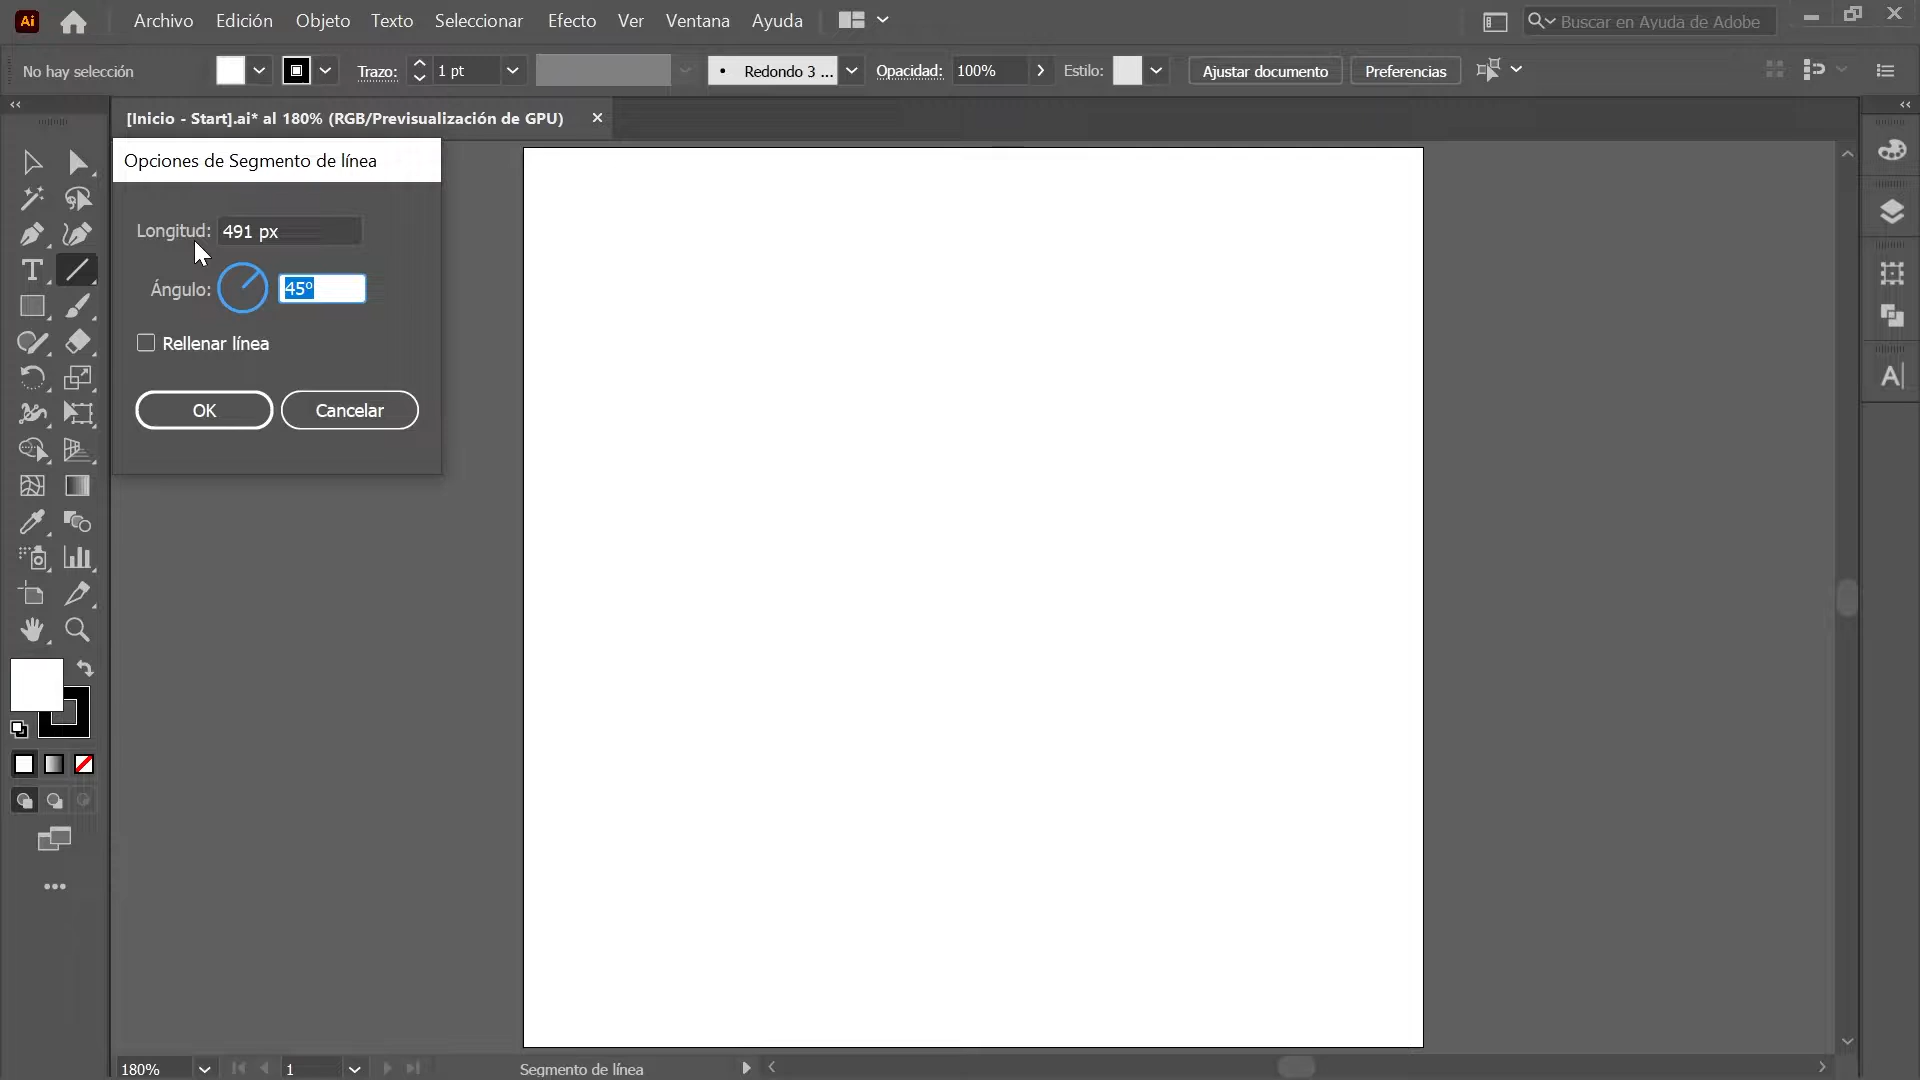 Ai Archivo Edición Objeto Texto Seleccionar Efecto Ver Ventana Ayuda Buscar en Ayuda de Adobe
No hay selección Trazo: 1 pt Redondo 3 ... Opacidad: 100% Estilo: Ajustar documento Preferencias
[Inicio - Start].ai* al 180% (RGB/Previsualización de GPU)
Opciones de Segmento de línea
Longitud: 491 px
Ángulo: 45º
Rellenar línea
OK Cancelar
180% 1 Segmento de línea